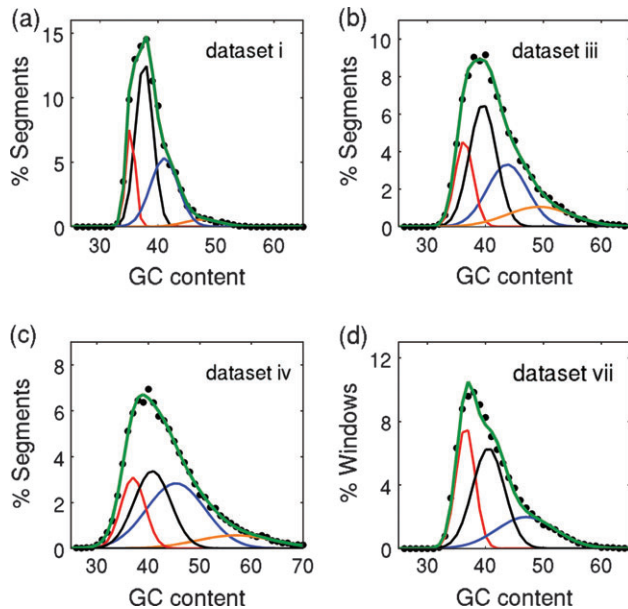 (a)
dataset i
15
10
5
0
% Segments
30 40 50 60
GC content
(b)
dataset iii
10
8
6
4
2
0
% Segments
30 40 50 60
GC content
(c)
dataset iv
8
6
4
2
0
% Segments
30 40 50 60 70
GC content
(d)
dataset vii
12
8
4
0
% Windows
30 40 50 60
GC content